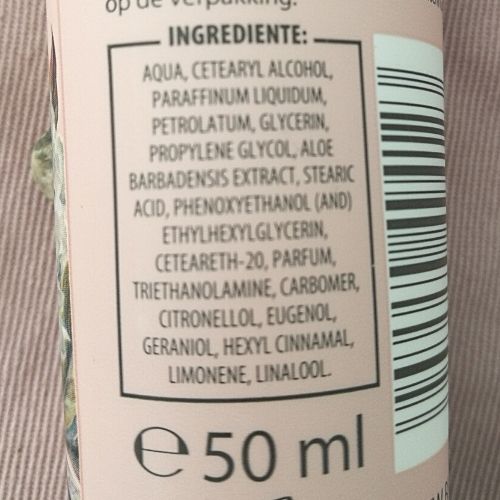 op de verpakking.
INGREDIENTE:
AQUA, CETEARYL ALCOHOL,
PARAFFINUM LIQUIDUM,
PETROLATUM, GLYCERIN,
PROPYLENE GLYCOL, ALOE
BARBADENSIS EXTRACT, STEARIC
ACID, PHENOXYETHANOL (AND)
ETHYLHEXYLGLYCERIN,
CETEARETH-20, PARFUM,
TRIETHANOLAMINE, CARBOMER,
CITRONELLOL, EUGENOL,
GERANIOL, HEXYL CINNAMAL,
LIMONENE, LINALOOL.
℮50 ml